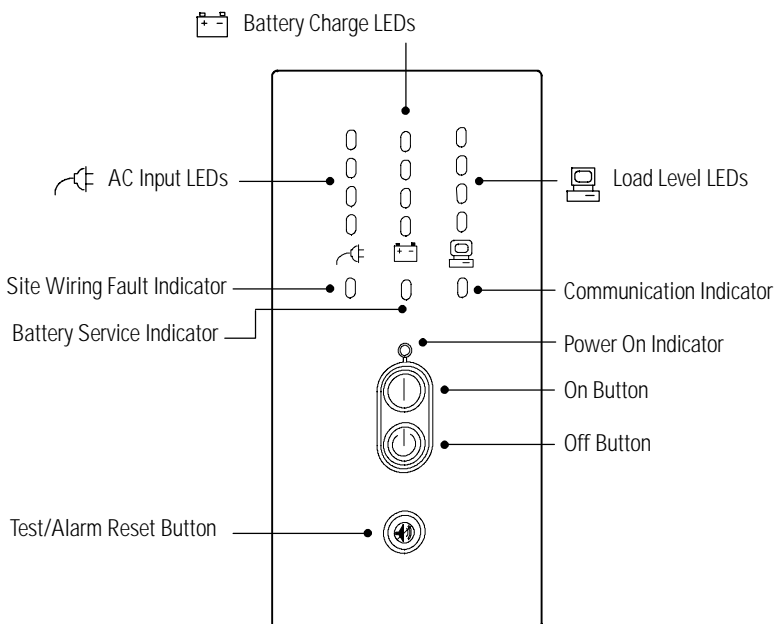 Battery Charge LEDs
AC Input LEDs
Load Level LEDs
Site Wiring Fault Indicator
Communication Indicator
Battery Service Indicator
Power On Indicator
On Button
Off Button
Test/Alarm Reset Button